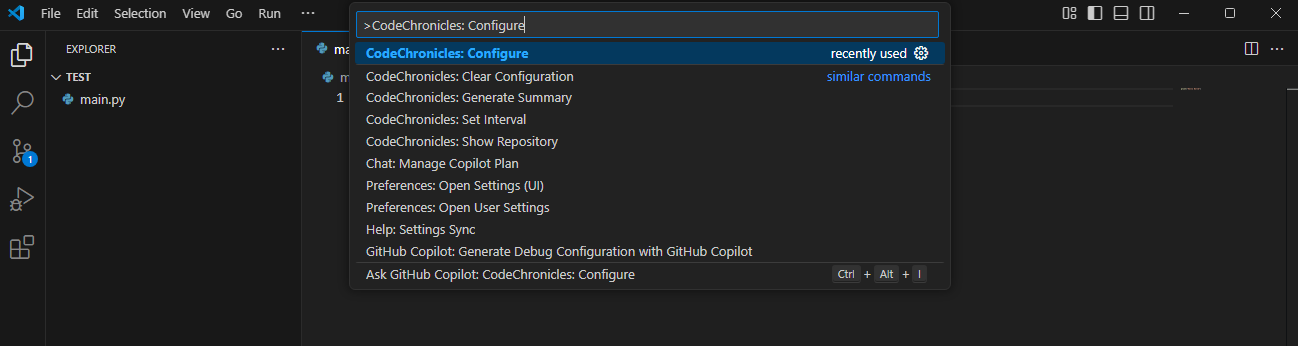 File Edit Selection View Go Run ···
>CodeChronicles: Configure
EXPLORER ···
TEST
main.py
1
ma
m
1
CodeChronicles: Configure recently used
CodeChronicles: Clear Configuration similar commands
CodeChronicles: Generate Summary
CodeChronicles: Set Interval
CodeChronicles: Show Repository
Chat: Manage Copilot Plan
Preferences: Open Settings (UI)
Preferences: Open User Settings
Help: Settings Sync
GitHub Copilot: Generate Debug Configuration with GitHub Copilot
Ask GitHub Copilot: CodeChronicles: Configure Ctrl + Alt + I